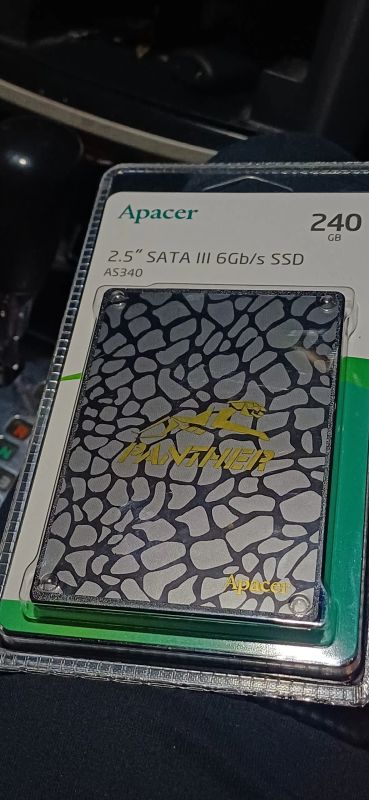 Apacer
240
GB
2.5" SATA III 6Gb/s SSD
AS340
PANTHER
Apacer